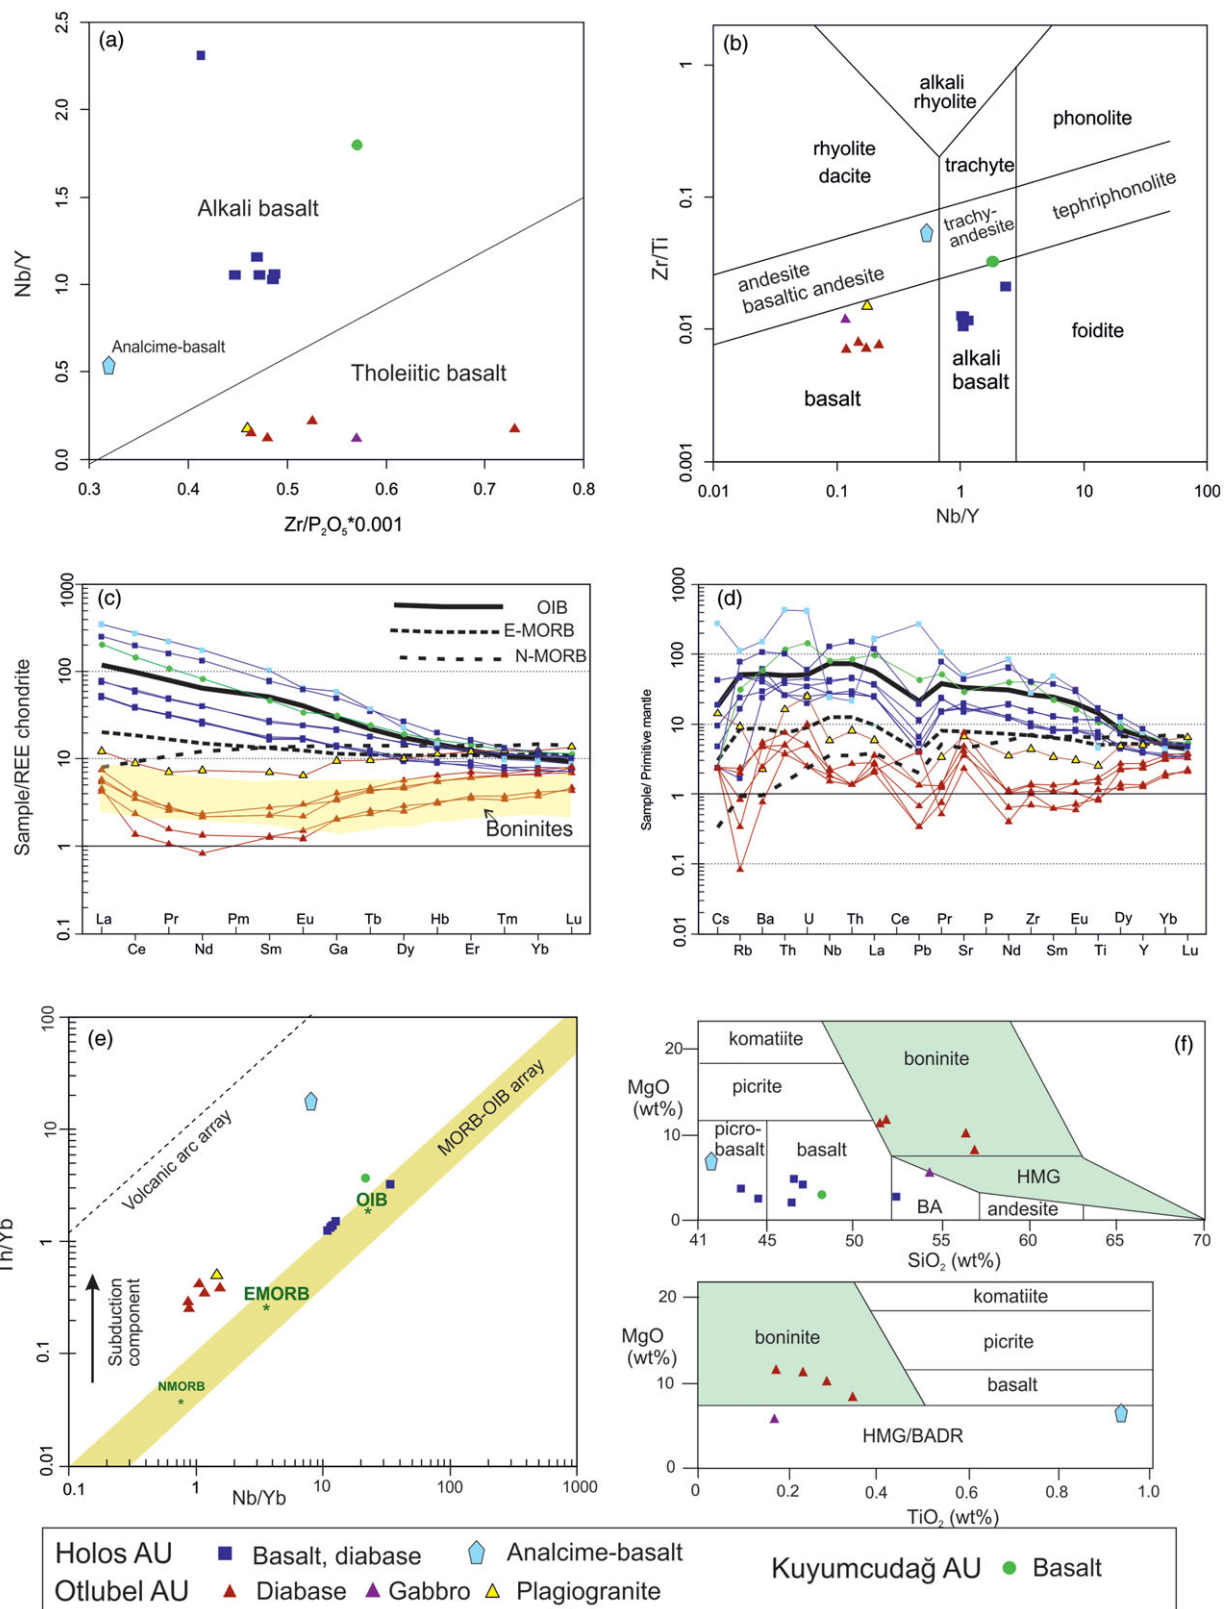 (a)
2.5
2.0
1.5
1.0
0.5
0.0
Nb/Y
Alkali basalt
Analcime-basalt
Tholeiitic basalt
0.3 0.4 0.5 0.6 0.7 0.8
Zr/P₂O₅*0.001
(b)
1
0.1
0.01
0.001
Zr/Ti
alkali
rhyolite
phonolite
rhyolite
dacite
trachyte
tephriphonolite
trachy-
andesite
andesite
basaltic andesite
foidite
alkali
basalt
basalt
0.01 0.1 1 10 100
Nb/Y
(c)
1000
100
10
1
0.1
Sample/REE chondrite
OIB
E-MORB
N-MORB
Boninites
La Pr Pm Eu Tb Hb Tm Lu
Ce Nd Sm Ga Dy Er Yb
(d)
1000
100
10
1
0.1
0.01
Sample/ Primitive mantle
Cs Ba U Th Ce Pr P Zr Eu Dy Yb
Rb Th Nb La Pb Sr Nd Sm Ti Y Lu
(e)
100
10
1
0.1
0.01
Th/Yb
Volcanic arc array
MORB-OIB array
OIB
EMORB
NMORB
Subduction
component
0.1 1 10 100 1000
Nb/Yb
(f)
20
10
0
MgO
(wt%)
komatiite
boninite
picrite
picro-
basalt
basalt
HMG
BA
andesite
41 45 50 55 60 65 70
SiO₂ (wt%)
20
10
0
MgO
(wt%)
komatiite
boninite
picrite
basalt
HMG/BADR
0 0.2 0.4 0.6 0.8 1.0
TiO₂ (wt%)
Holos AU Basalt, diabase Analcime-basalt Kuyumcudağ AU Basalt
Otlubel AU Diabase Gabbro Plagiogranite